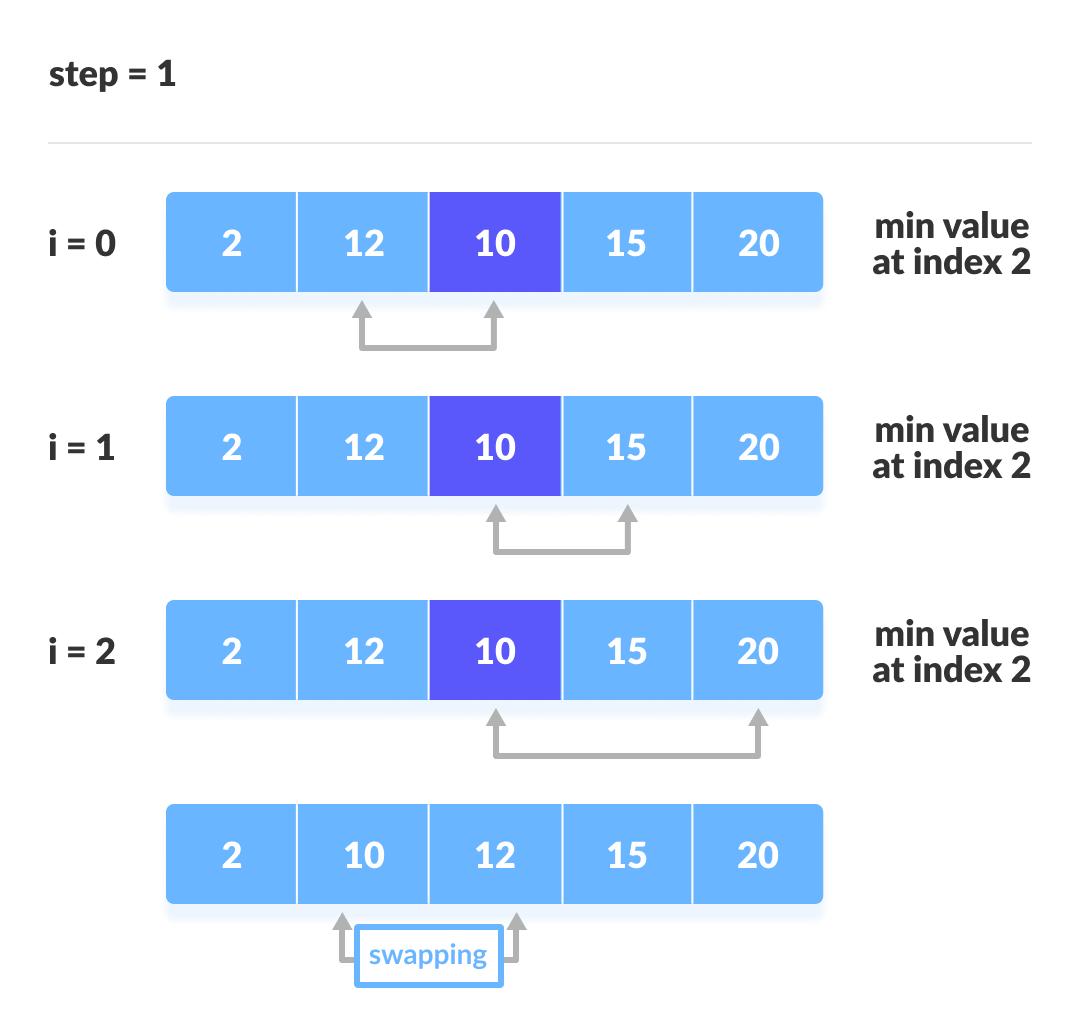 step = 1
i = 0 2 12 10 15 20 min value
at index 2
i = 1 2 12 10 15 20 min value
at index 2
i = 2 2 12 10 15 20 min value
at index 2
2 10 12 15 20
swapping